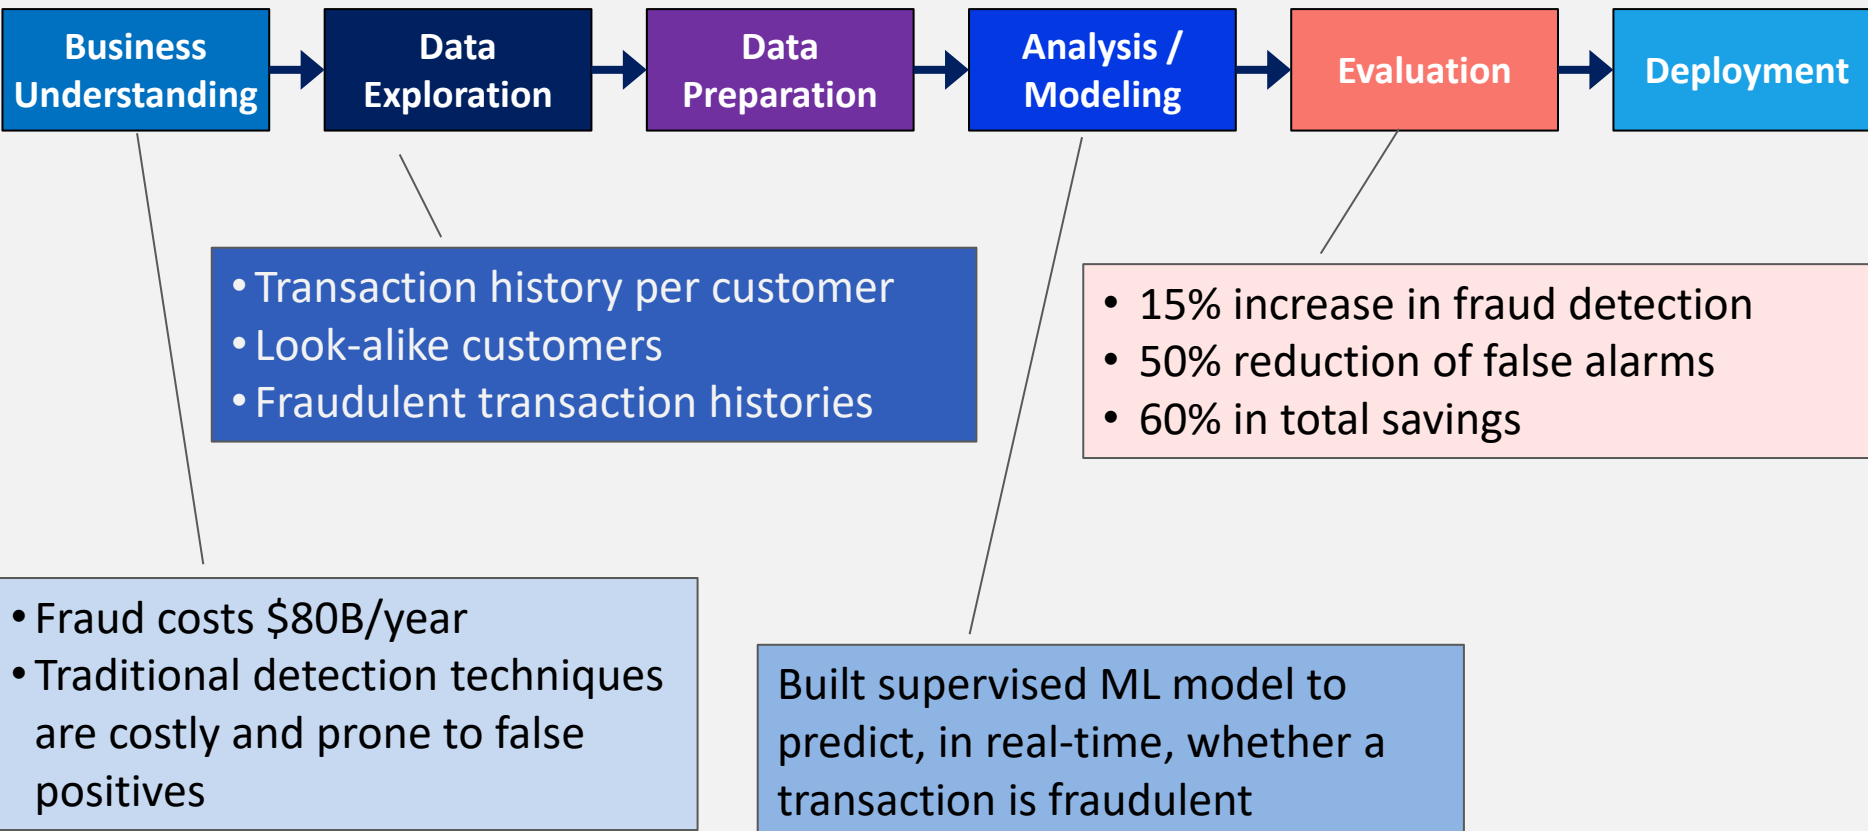 Business
Understanding
Data
Exploration
Data
Preparation
Analysis /
Modeling
Evaluation
Deployment
• Transaction history per customer
• Look-alike customers
• Fraudulent transaction histories
• 15% increase in fraud detection
• 50% reduction of false alarms
• 60% in total savings
• Fraud costs $80B/year
• Traditional detection techniques
are costly and prone to false
positives
Built supervised ML model to
predict, in real-time, whether a
transaction is fraudulent